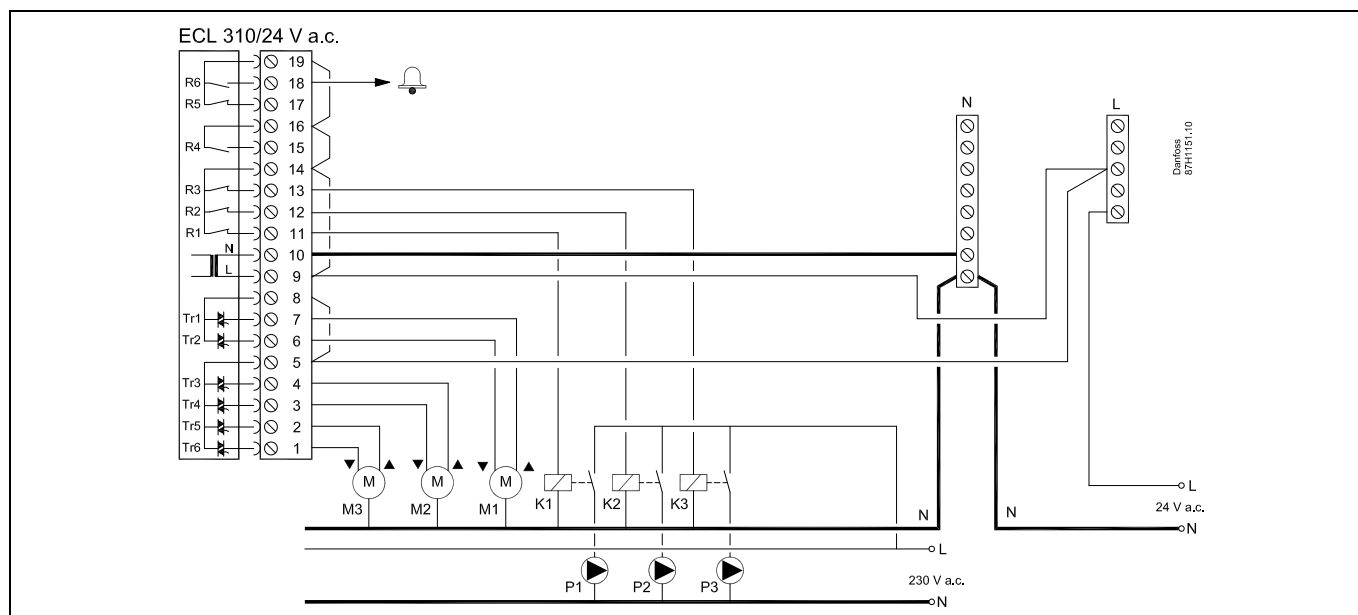 ECL 310/24 V a.c.
19
R6 18
R5 17
16
R4 15
14
R3 13
R2 12
R1 11
N 10
L 9
8
Tr1 7
Tr2 6
5
Tr3 4
Tr4 3
Tr5 2
Tr6 1
N
L
Danfoss
87H1151.10
M M M
M3 M2 M1 K1 K2 K3
N N
L
24 V a.c.
N
L
P1 P2 P3
230 V a.c.
N